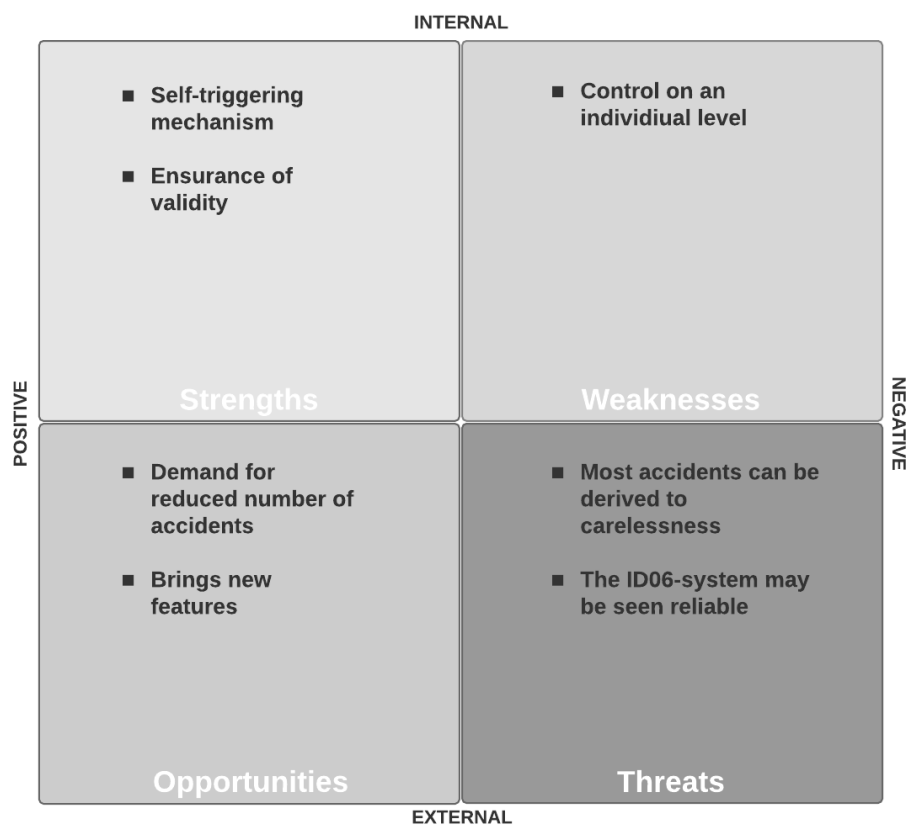 INTERNAL
■ Self-triggering
mechanism
■ Ensurance of
validity
Strengths
■ Control on an
individiual level
Weaknesses
POSITIVE
NEGATIVE
■ Demand for
reduced number of
accidents
■ Brings new
features
Opportunities
■ Most accidents can be
derived to
carelessness
■ The ID06-system may
be seen reliable
Threats
EXTERNAL